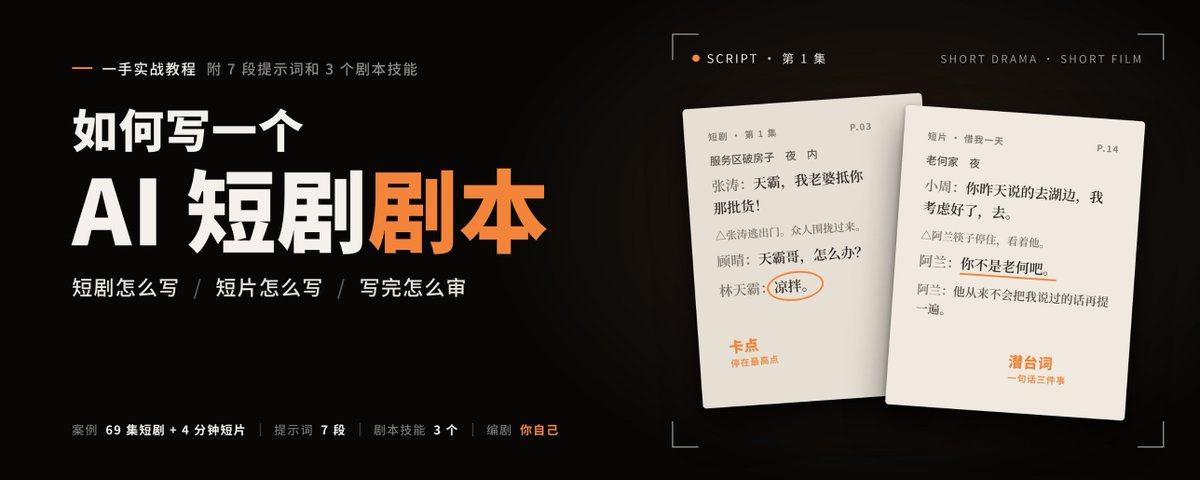 一手实战教程 附 7 段提示词和 3 个剧本技能
如何写一个
AI 短剧剧本
短剧怎么写 / 短片怎么写 / 写完怎么审
案例 69 集短剧 + 4 分钟短片 | 提示词 7 段 | 剧本技能 3 个 | 编剧 你自己
SCRIPT · 第 1 集
SHORT DRAMA · SHORT FILM
短剧 · 第 1 集
P.03
服务区破房子 夜 内
张涛：天霸，我老婆抵你
那批货！
△张涛逃出门。众人围拢过来。
顾晴：天霸哥，怎么办？
林天霸：凉拌。
卡点
停在最高点
短片 · 借我一天
P.14
老何家 夜
小周：你昨天说的去湖边，我
考虑好了，去。
△阿兰筷子停住，看着他。
阿兰：你不是老何吧。
阿兰：他从来不会把我说过的话再提
一遍。
潜台词
一句话三件事